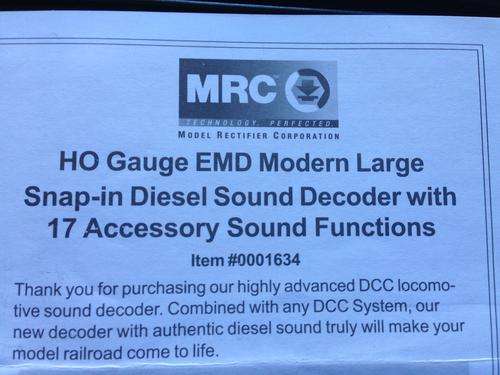 MRC
TECHNOLOGY. PERFECTED.
MODEL RECTIFIER CORPORATION
HO Gauge EMD Modern Large
Snap-in Diesel Sound Decoder with
17 Accessory Sound Functions
Item #0001634
Thank you for purchasing our highly advanced DCC locomo-
tive sound decoder. Combined with any DCC System, our
new decoder with authentic diesel sound truly will make your
model railroad come to life.